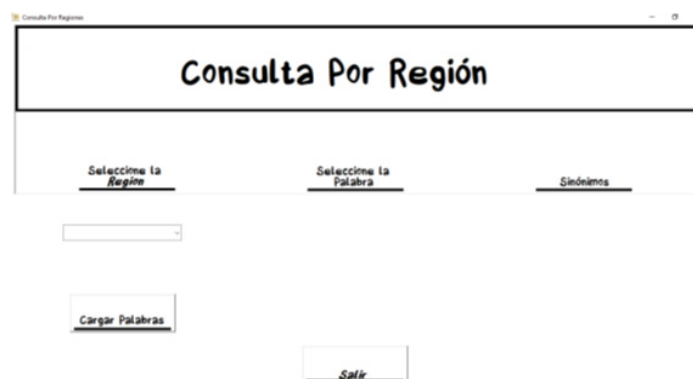 Consulta Por Regiones
Consulta Por Región
Seleccione la
Region
Seleccione la
Palabra
Sinónimos
Cargar Palabras
Salir